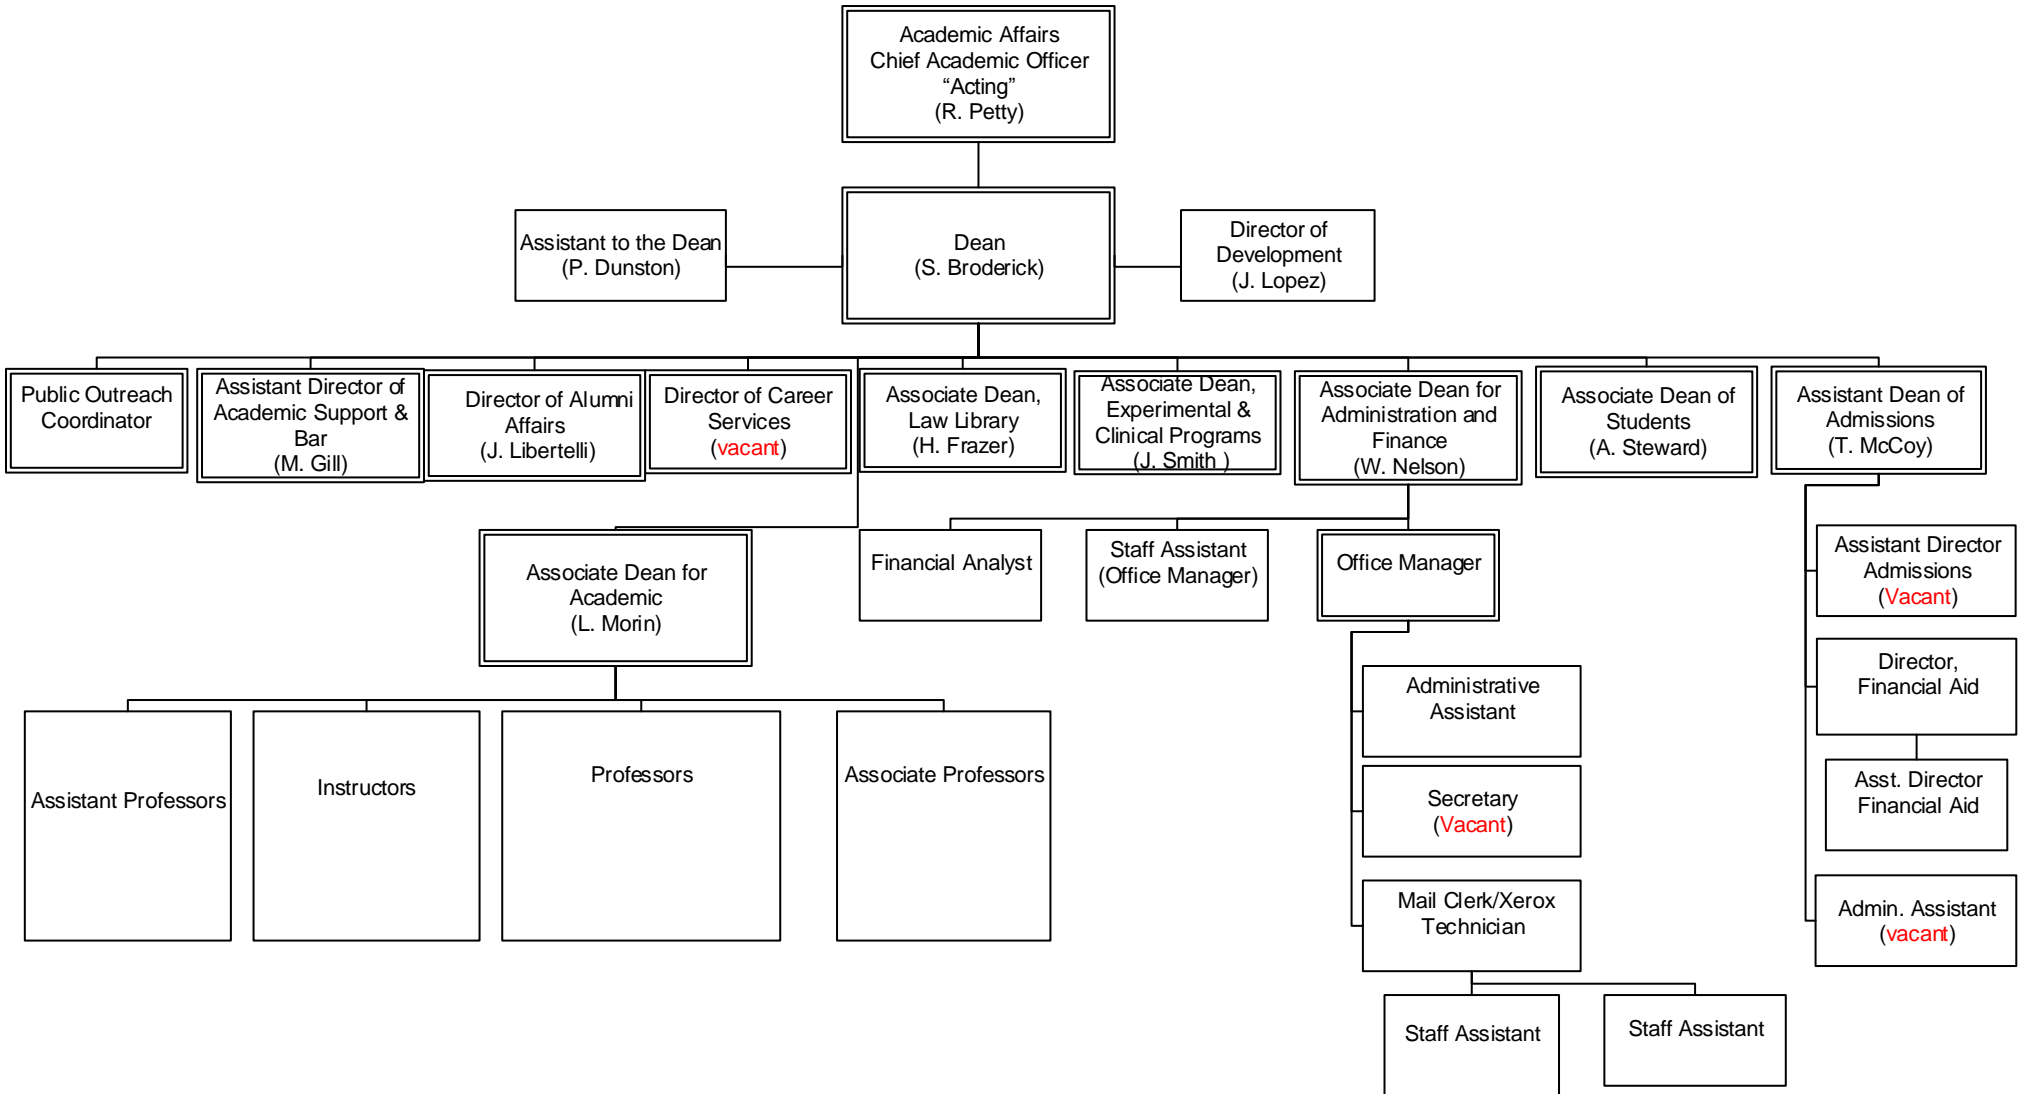 Academic Affairs
Chief Academic Officer
“Acting”
(R. Petty)
Assistant to the Dean
(P. Dunston)
Dean
(S. Broderick)
Director of
Development
(J. Lopez)
Public Outreach
Coordinator
Assistant Director of
Academic Support &
Bar
(M. Gill)
Director of Alumni
Affairs
(J. Libertelli)
Director of Career
Services
(vacant)
Associate Dean,
Law Library
(H. Frazer)
Associate Dean,
Experimental &
Clinical Programs
(J. Smith )
Associate Dean for
Administration and
Finance
(W. Nelson)
Associate Dean of
Students
(A. Steward)
Assistant Dean of
Admissions
(T. McCoy)
Associate Dean for
Academic
(L. Morin)
Financial Analyst
Staff Assistant
(Office Manager)
Office Manager
Assistant Director
Admissions
(Vacant)
Director,
Financial Aid
Asst. Director
Financial Aid
Admin. Assistant
(vacant)
Administrative
Assistant
Secretary
(Vacant)
Mail Clerk/Xerox
Technician
Staff Assistant
Staff Assistant
Assistant Professors
Instructors
Professors
Associate Professors